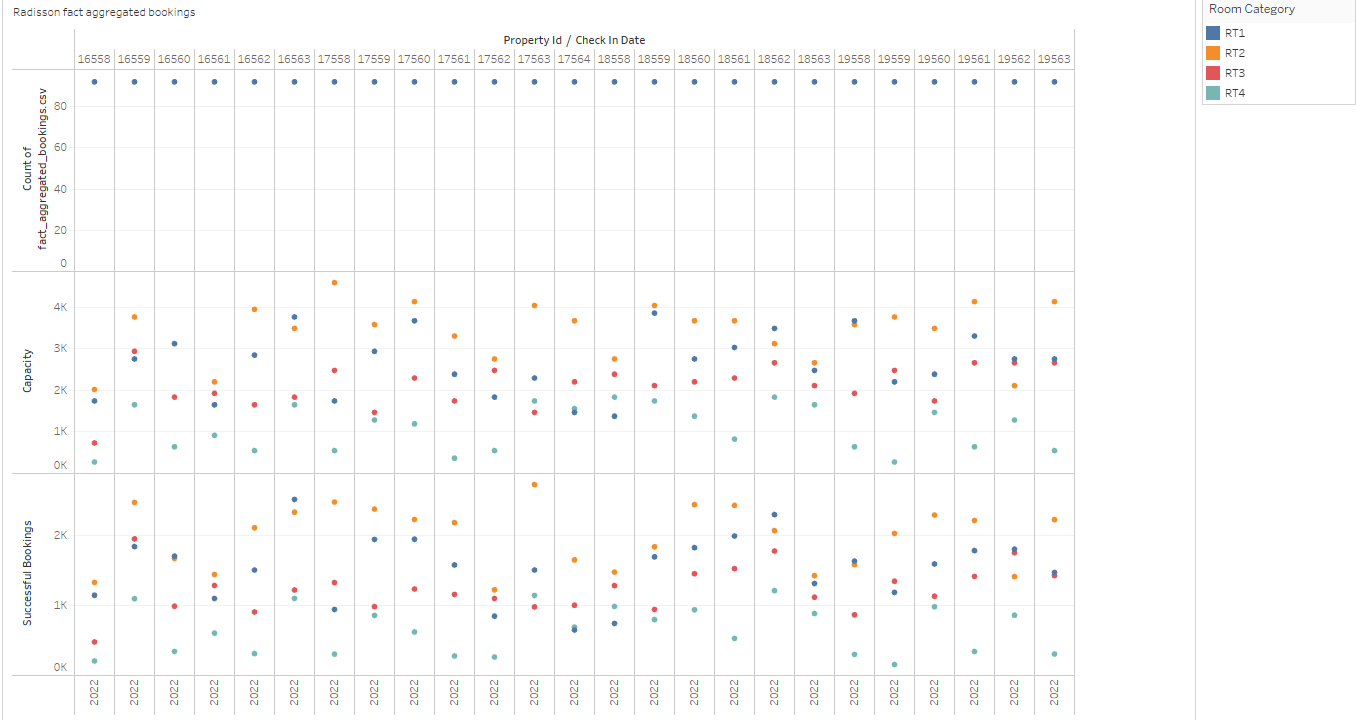 Radisson fact aggregated bookings
Property Id / Check In Date
16558 16559 16560 16561 16562 16563 17558 17559 17560 17561 17562 17563 17564 18558 18559 18560 18561 18562 18563 19558 19559 19560 19561 19562 19563
Count of
fact_aggregated_bookings.csv
80
60
40
20
0
Capacity
4K
3K
2K
1K
0K
Successful Bookings
2K
1K
0K
2022 2022 2022 2022 2022 2022 2022 2022 2022 2022 2022 2022 2022 2022 2022 2022 2022 2022 2022 2022 2022 2022 2022 2022 2022
Room Category
RT1
RT2
RT3
RT4